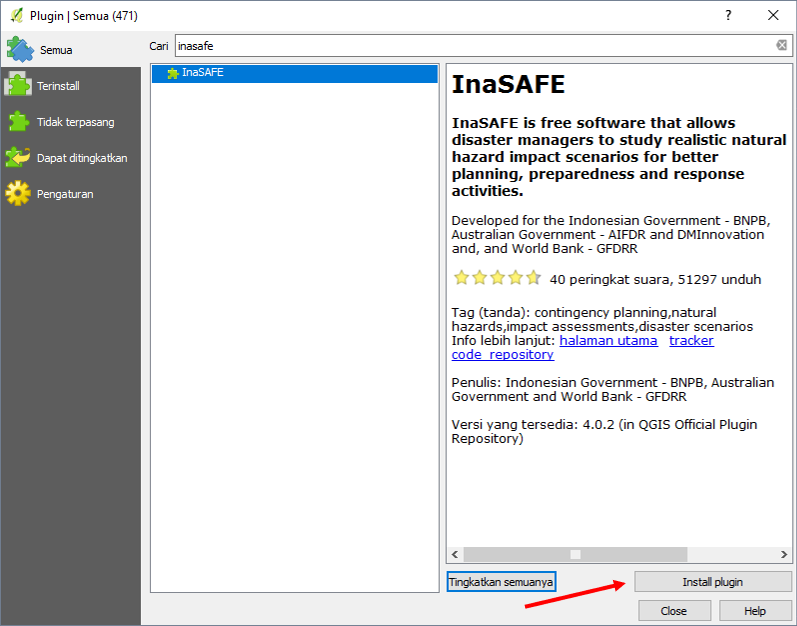 Plugin | Semua (471)
?
Semua
Terinstall
Tidak terpasang
Dapat ditingkatkan
Pengaturan
Cari inasafe
InaSAFE
InaSAFE
InaSAFE is free software that allows
disaster managers to study realistic natural
hazard impact scenarios for better
planning, preparedness and response
activities.
Developed for the Indonesian Government - BNPB,
Australian Government - AIFDR and DMInnovation
and, and World Bank - GFDRR
40 peringkat suara, 51297 unduh
Tag (tanda): contingency planning,natural
hazards,impact assessments,disaster scenarios
Info lebih lanjut: halaman utama tracker
code_repository
Penulis: Indonesian Government - BNPB, Australian
Government and World Bank - GFDRR
Versi yang tersedia: 4.0.2 (in QGIS Official Plugin
Repository)
Tingkatkan semuanya
Install plugin
Close
Help